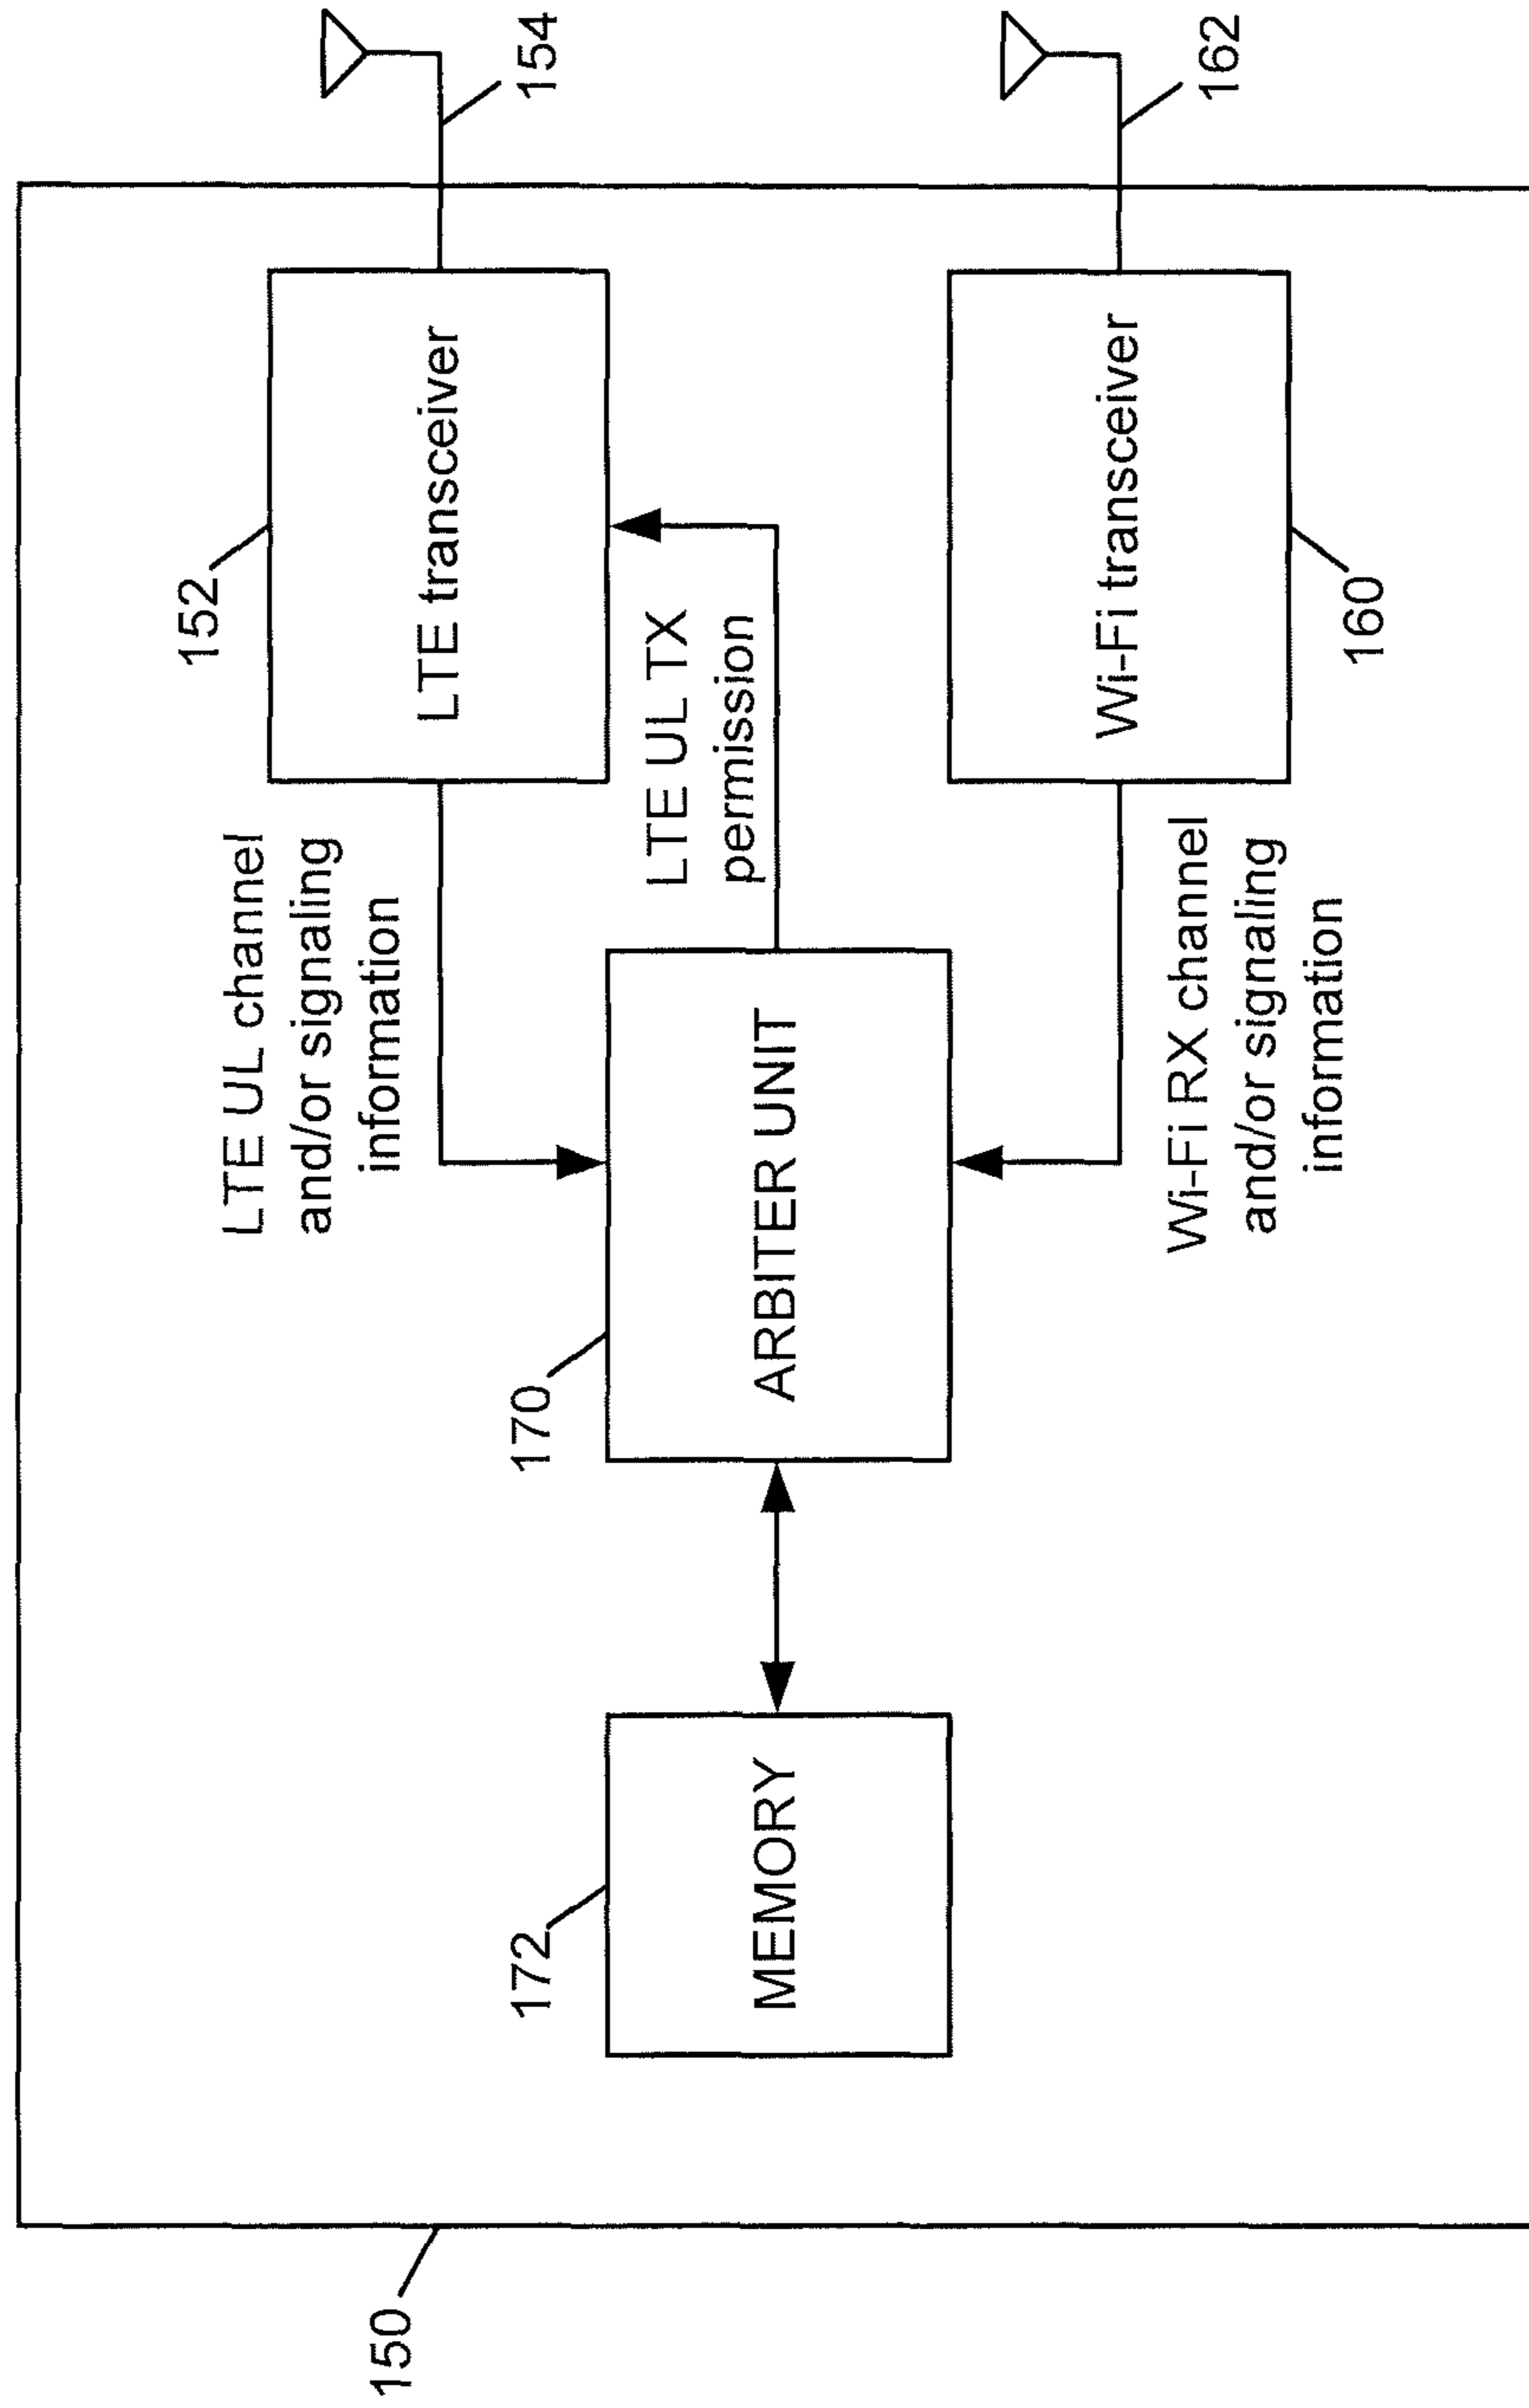 150
152
LTE transceiver
154
LTE UL channel
and/or signaling
information
LTE UL TX
permission
172
MEMORY
170
ARBITER UNIT
Wi-Fi transceiver
160
162
Wi-Fi RX channel
and/or signaling
information